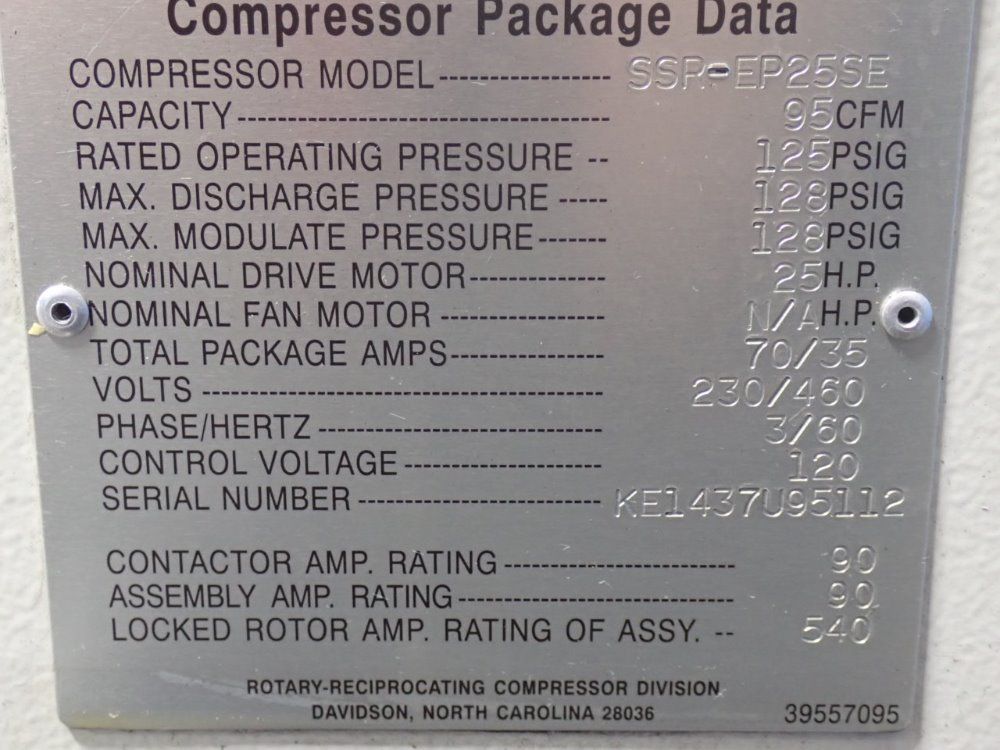 Compressor Package Data
COMPRESSOR MODEL------------------ SSR-EP25SE
CAPACITY--------------------------------------- 95CFM
RATED OPERATING PRESSURE -- 125PSIG
MAX. DISCHARGE PRESSURE ----- 128PSIG
MAX. MODULATE PRESSURE------- 128PSIG
NOMINAL DRIVE MOTOR-------------- 25H.P.
NOMINAL FAN MOTOR ----------------- N/AH.P.
TOTAL PACKAGE AMPS---------------- 70/35
VOLTS ------------------------------------------ 230/460
PHASE/HERTZ ------------------------------ 3/60
CONTROL VOLTAGE --------------------- 120
SERIAL NUMBER -------------------------- KE1437U95112
CONTACTOR AMP. RATING ------------------------- 90
ASSEMBLY AMP. RATING------------------------------ 90
LOCKED ROTOR AMP. RATING OF ASSY. -- 540
ROTARY-RECIPROCATING COMPRESSOR DIVISION
DAVIDSON, NORTH CAROLINA 28036
39557095